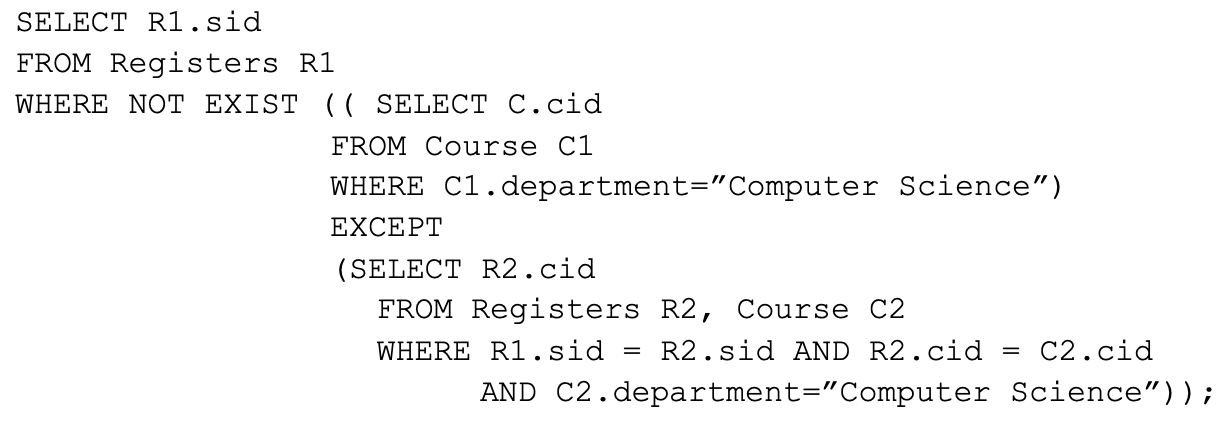 SELECT R1.sid
FROM Registers R1
WHERE NOT EXIST (( SELECT C.cid
FROM Course C1
WHERE C1.department=”Computer Science”)
EXCEPT
(SELECT R2.cid
FROM Registers R2, Course C2
WHERE R1.sid = R2.sid AND R2.cid = C2.cid
AND C2.department=”Computer Science”));